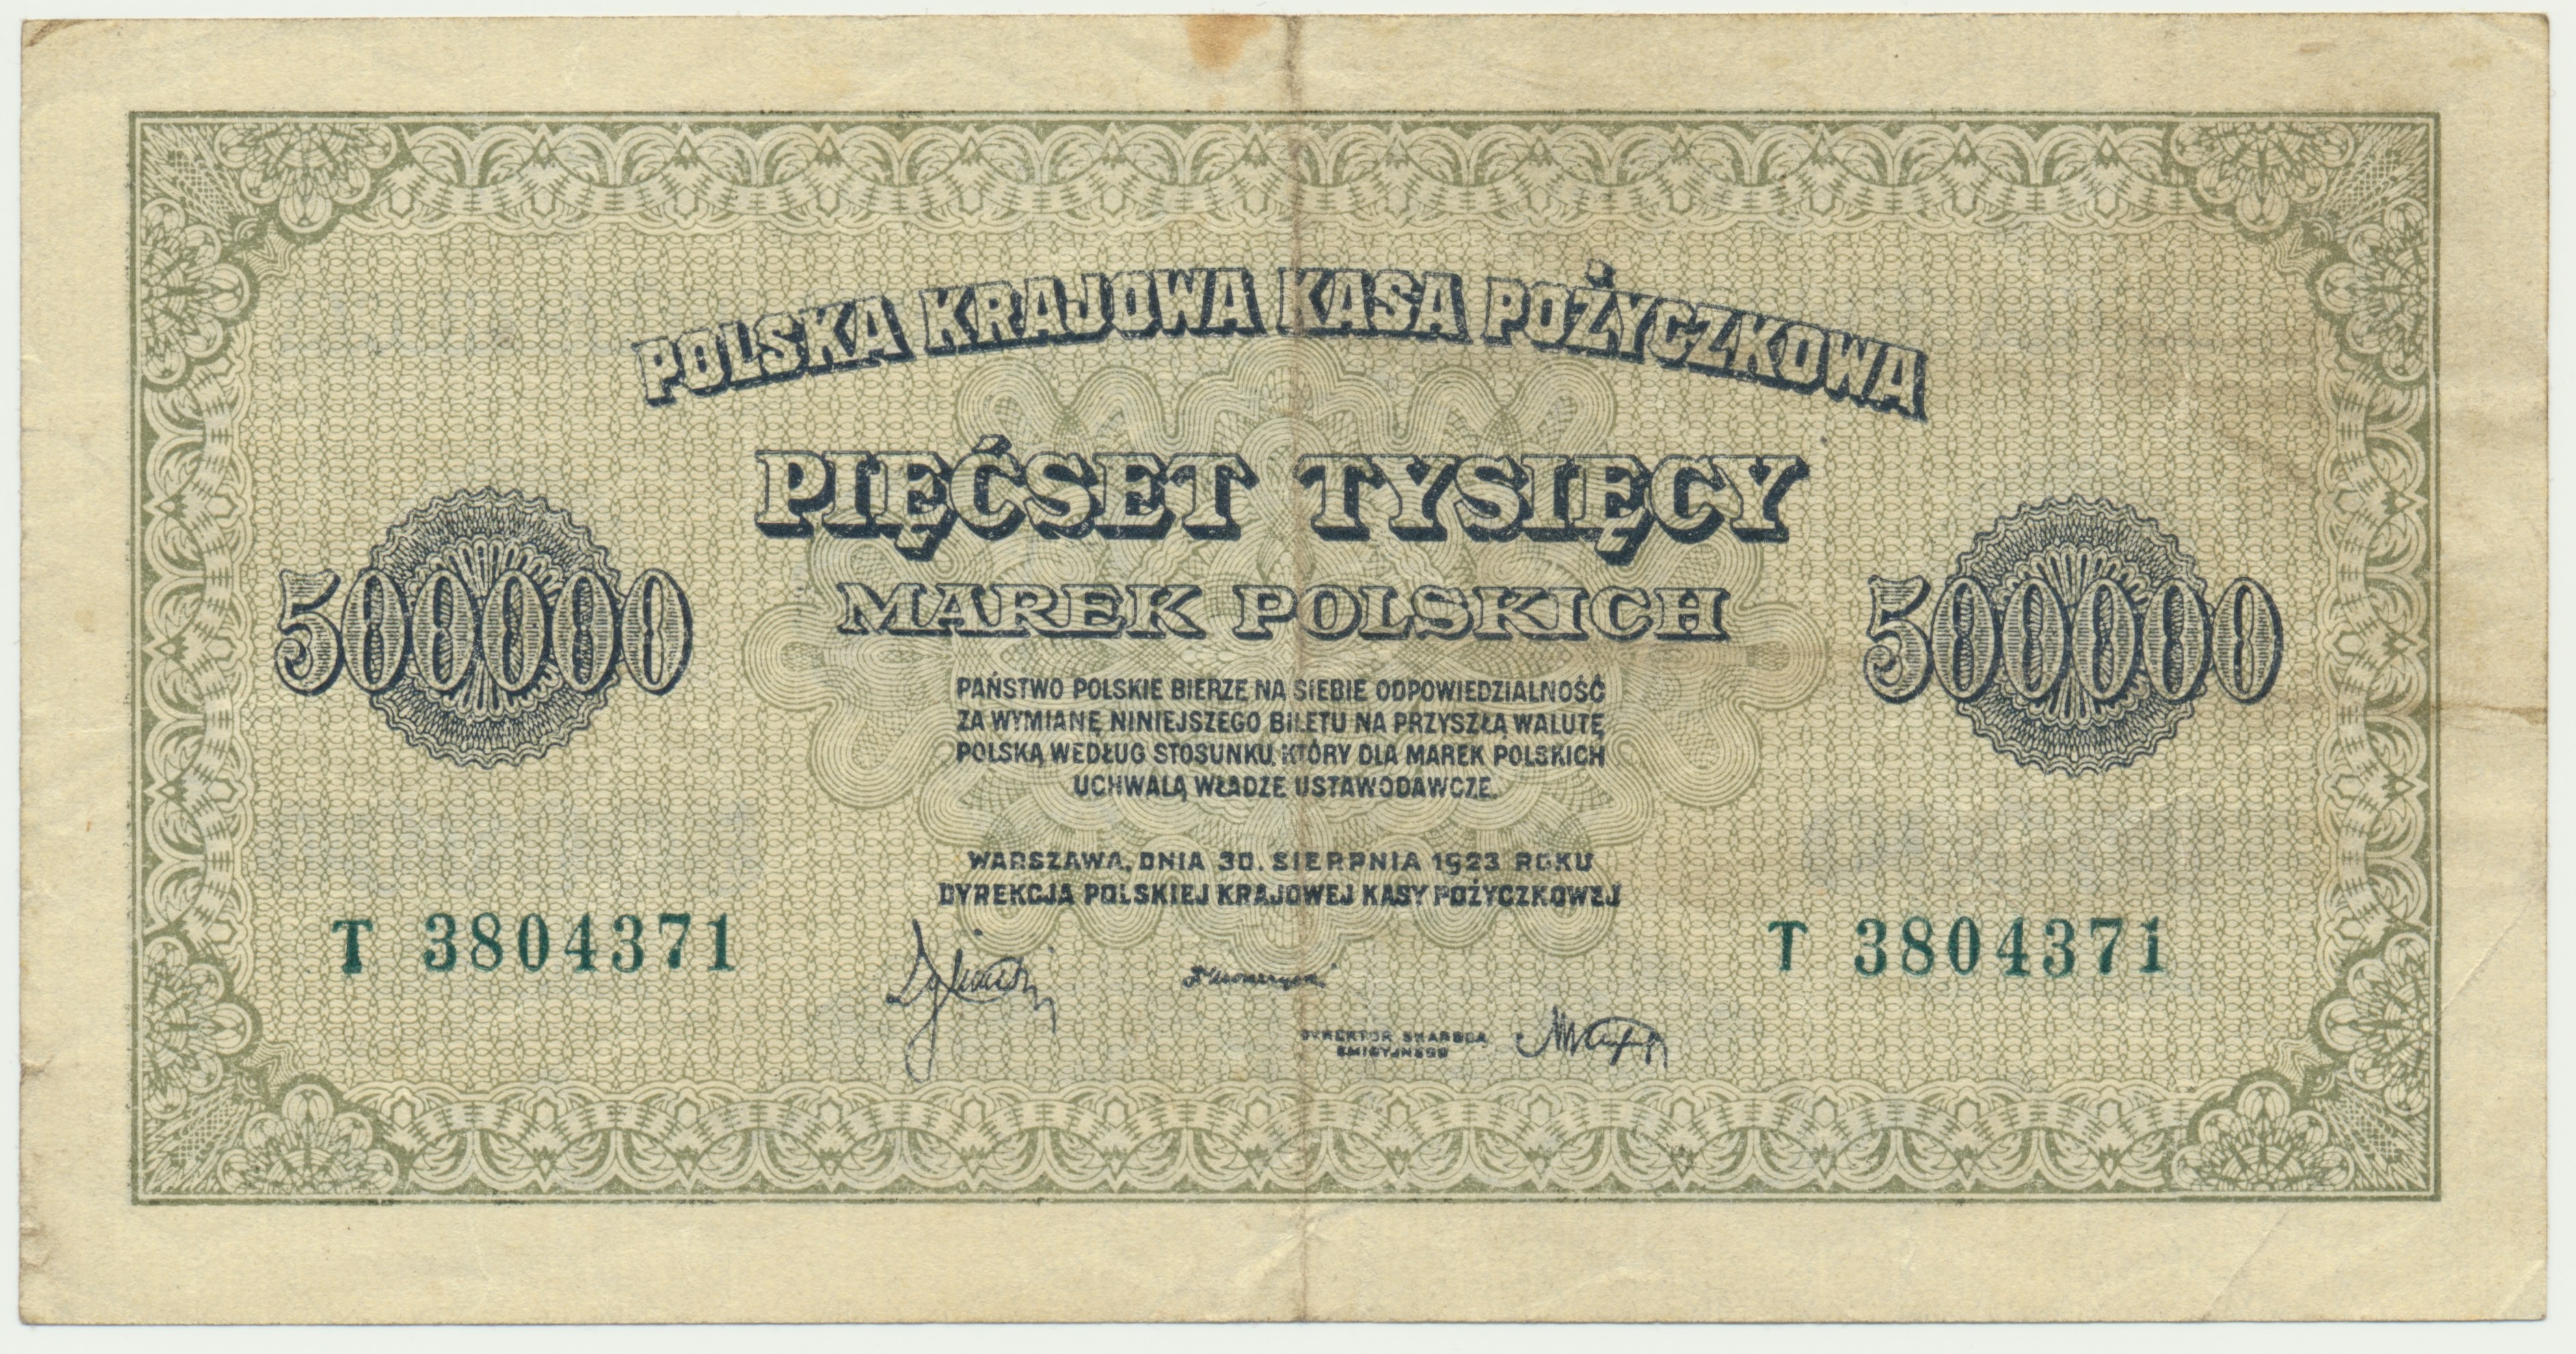 POLSKA KRAJOWA KASA POŻYCZKOWA
PIĘĆSET TYSIĘCY
MAREK POLSKICH
500000
500000
PAŃSTWO POLSKIE BIERZE NA SIEBIE ODPOWIEDZIALNOŚĆ
ZA WYMIANĘ NINIEJSZEGO BILETU NA PRZYSZŁĄ WALUTĘ
POLSKĄ WEDŁUG STOSUNKU, KTÓRY DLA MAREK POLSKICH
UCHWALĄ WŁADZE USTAWODAWCZE.
WARSZAWA, DNIA 30. SIERPNIA 1923 ROKU
DYREKCJA POLSKIEJ KRAJOWEJ KASY POŻYCZKOWEJ
T 3804371
T 3804371
DYREKTOR SKARBCA
EMISYJNEGO